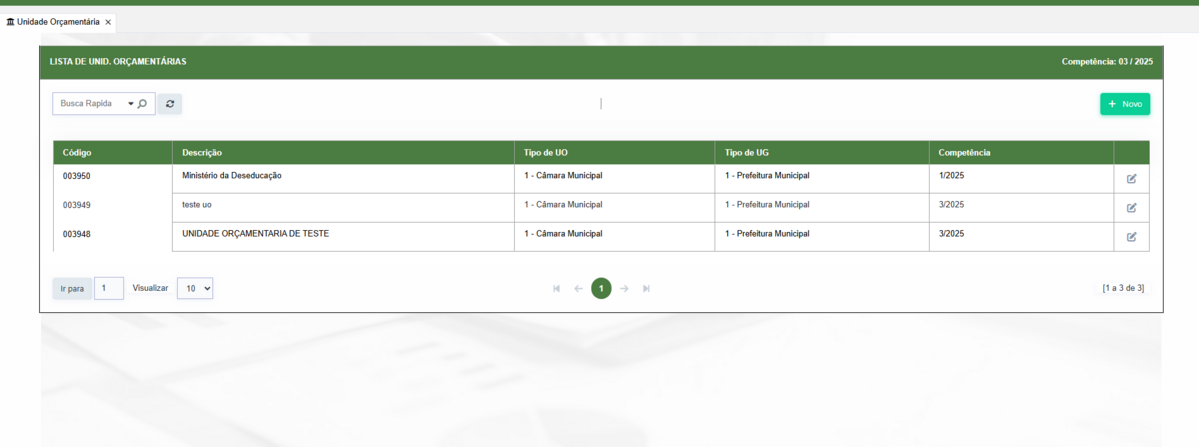 Unidade Orçamentária ×
LISTA DE UNID. ORÇAMENTÁRIAS Competência: 03 / 2025
Busca Rapida + Novo
Código Descrição Tipo de UO Tipo de UG Competência
003950 Ministério da Deseducação 1 - Câmara Municipal 1 - Prefeitura Municipal 1/2025
003949 teste uo 1 - Câmara Municipal 1 - Prefeitura Municipal 3/2025
003948 UNIDADE ORÇAMENTARIA DE TESTE 1 - Câmara Municipal 1 - Prefeitura Municipal 3/2025
Ir para 1 Visualizar 10 1 [1 a 3 de 3]